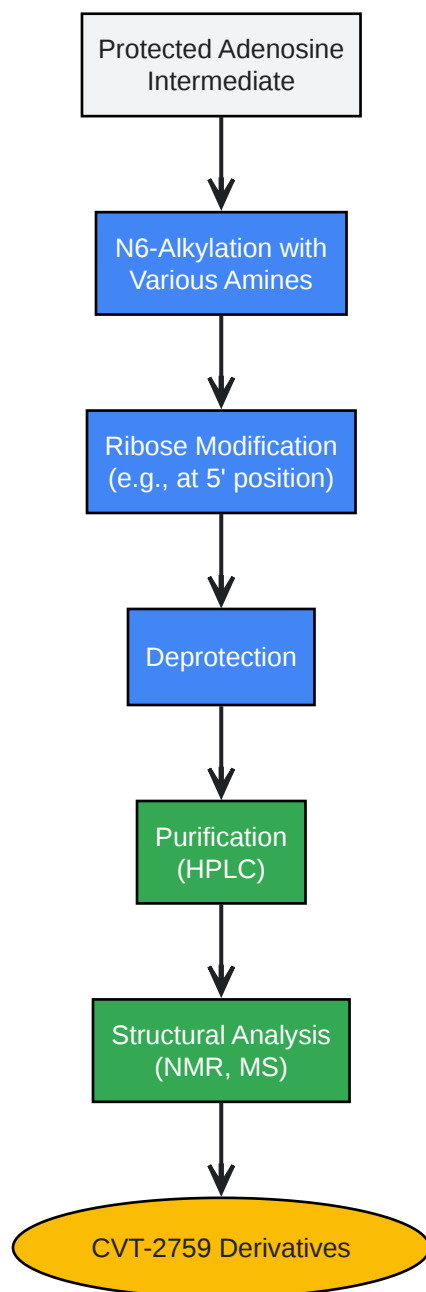 Protected Adenosine
Intermediate
N6-Alkylation with
Various Amines
Ribose Modification
(e.g., at 5' position)
Deprotection
Purification
(HPLC)
Structural Analysis
(NMR, MS)
CVT-2759 Derivatives